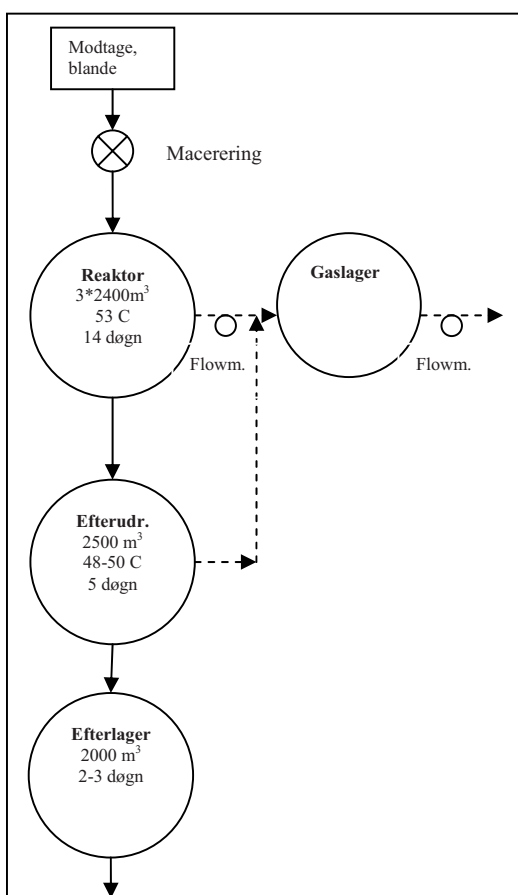 Modtage,
blande
Macerering
Reaktor
3*2400m³
53 C
14 døgn
Gaslager
Flowm.
Flowm.
Efterudr.
2500 m³
48-50 C
5 døgn
Efterlager
2000 m³
2-3 døgn